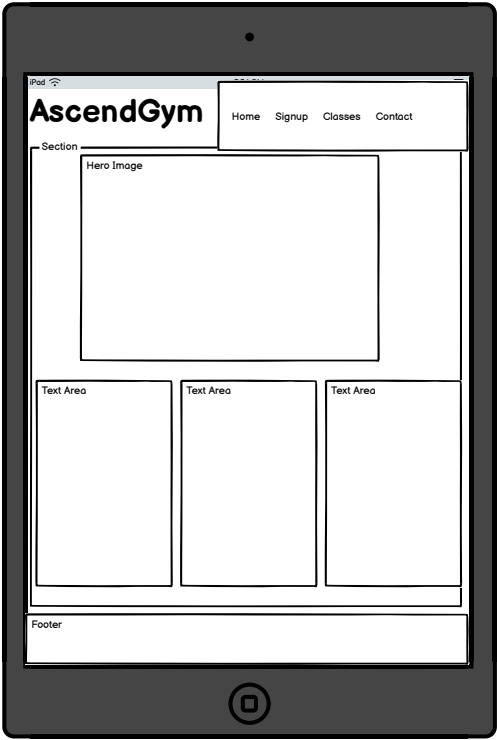 iPad
AscendGym
Home Signup Classes Contact
Section
Hero Image
Text Area Text Area Text Area
Footer